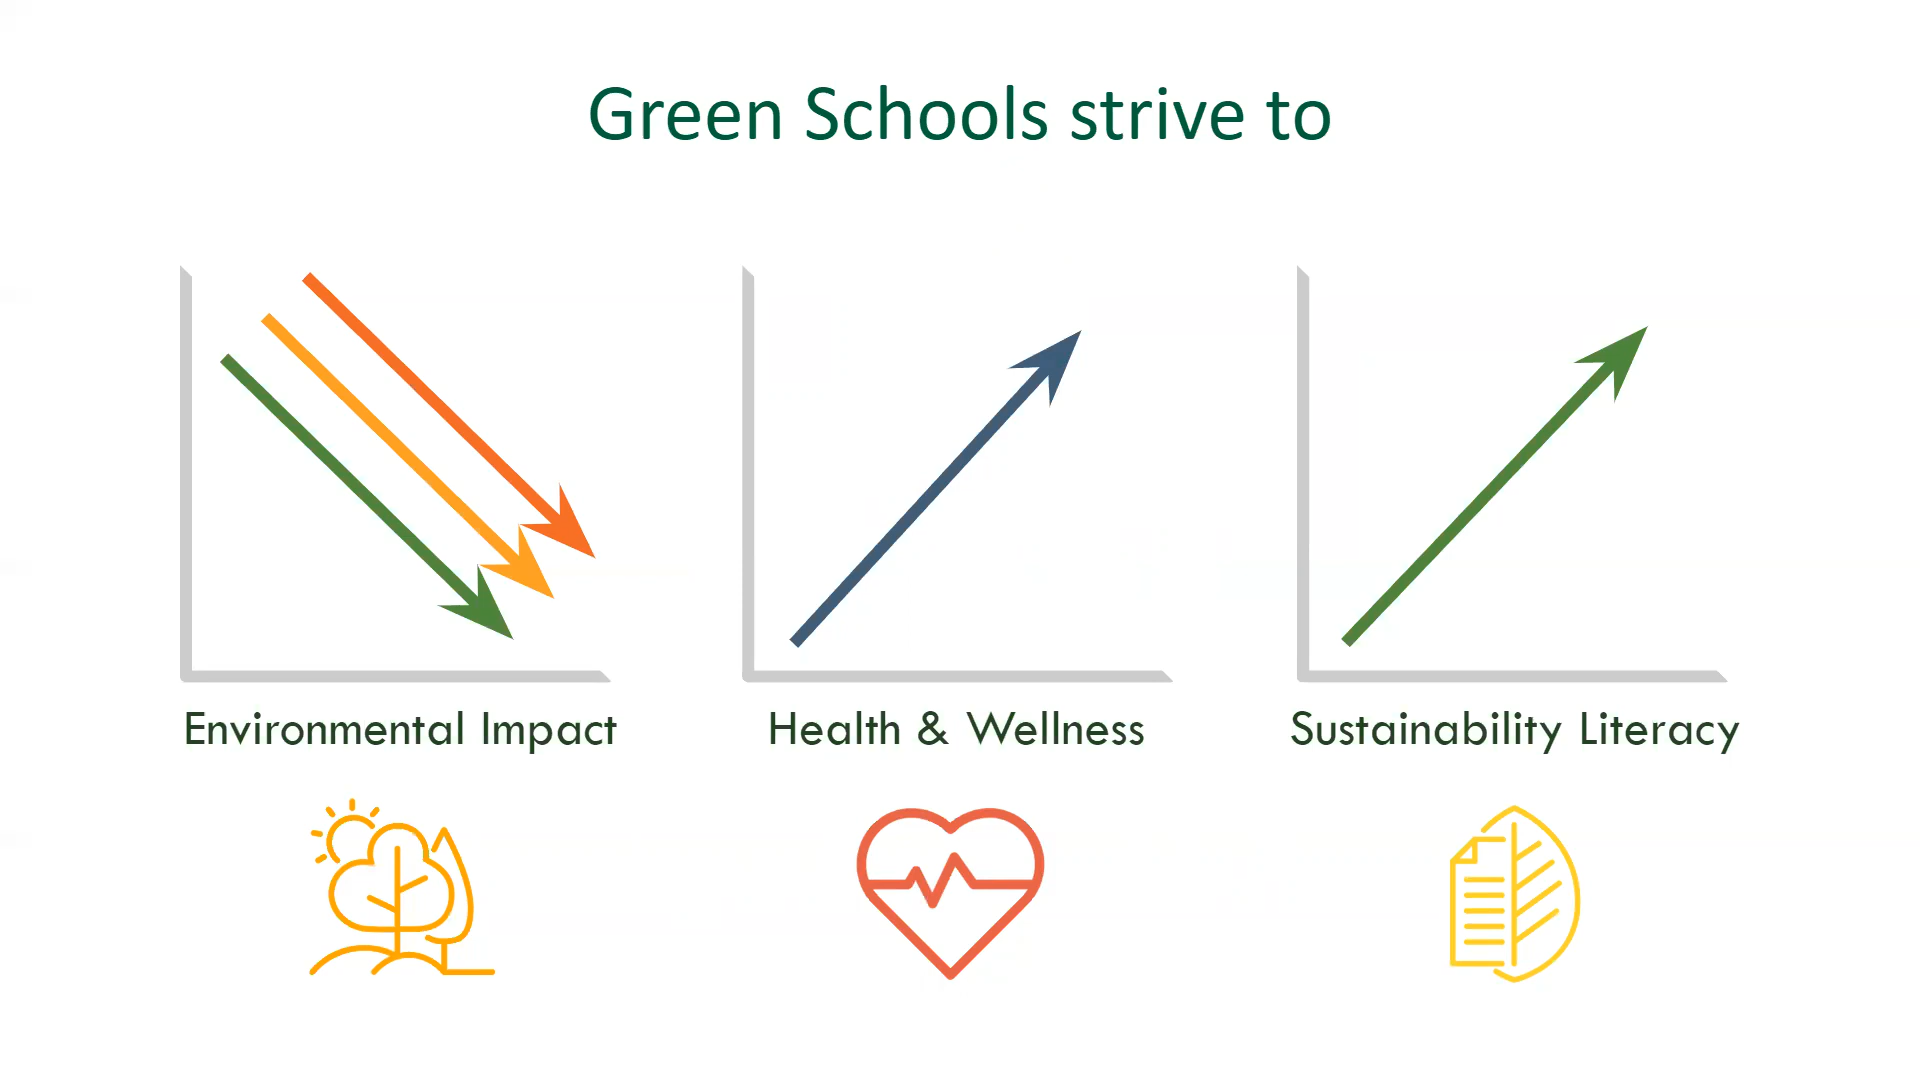 Green Schools strive to
Environmental Impact
Health & Wellness
Sustainability Literacy